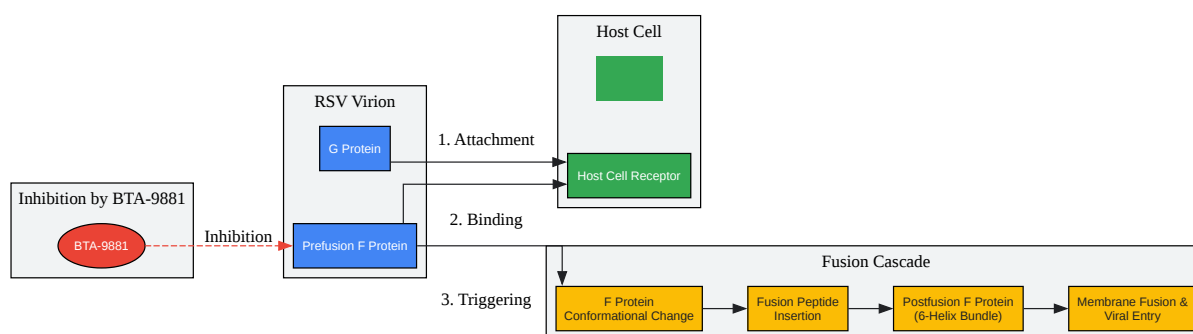 Host Cell
RSV Virion
G Protein
1. Attachment
Host Cell Receptor
Inhibition by BTA-9881
BTA-9881
Inhibition
Prefusion F Protein
2. Binding
Fusion Cascade
3. Triggering
F Protein
Conformational Change
Fusion Peptide
Insertion
Postfusion F Protein
(6-Helix Bundle)
Membrane Fusion &
Viral Entry